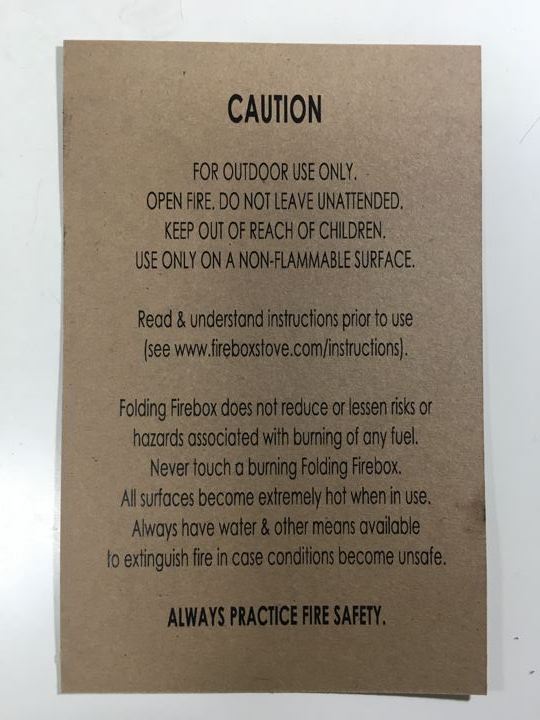 CAUTION
FOR OUTDOOR USE ONLY.
OPEN FIRE. DO NOT LEAVE UNATTENDED.
KEEP OUT OF REACH OF CHILDREN.
USE ONLY ON A NON-FLAMMABLE SURFACE.
Read & understand instructions prior to use
(see www.fireboxstove.com/instructions).
Folding Firebox does not reduce or lessen risks or
hazards associated with burning of any fuel.
Never touch a burning Folding Firebox.
All surfaces become extremely hot when in use.
Always have water & other means available
to extinguish fire in case conditions become unsafe.
ALWAYS PRACTICE FIRE SAFETY.